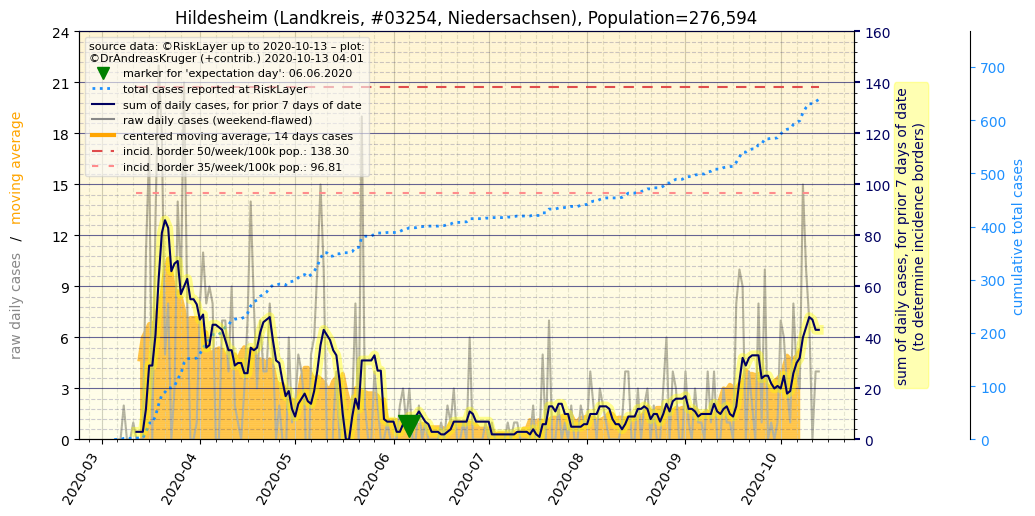 Hildesheim (Landkreis, #03254, Niedersachsen), Population=276,594
source data: ©RiskLayer up to 2020-10-13 – plot:
©DrAndreasKruger (+contrib.) 2020-10-13 04:01
marker for 'expectation day': 06.06.2020
total cases reported at RiskLayer
sum of daily cases, for prior 7 days of date
raw daily cases (weekend-flawed)
centered moving average, 14 days cases
incid. border 50/week/100k pop.: 138.30
incid. border 35/week/100k pop.: 96.81
raw daily cases / moving average
24
21
18
15
12
9
6
3
0
160
140
120
100
80
60
40
20
0
sum of daily cases, for prior 7 days of date
(to determine incidence borders)
700
600
500
400
300
200
100
0
cumulative total cases
2020-03
2020-04
2020-05
2020-06
2020-07
2020-08
2020-09
2020-10